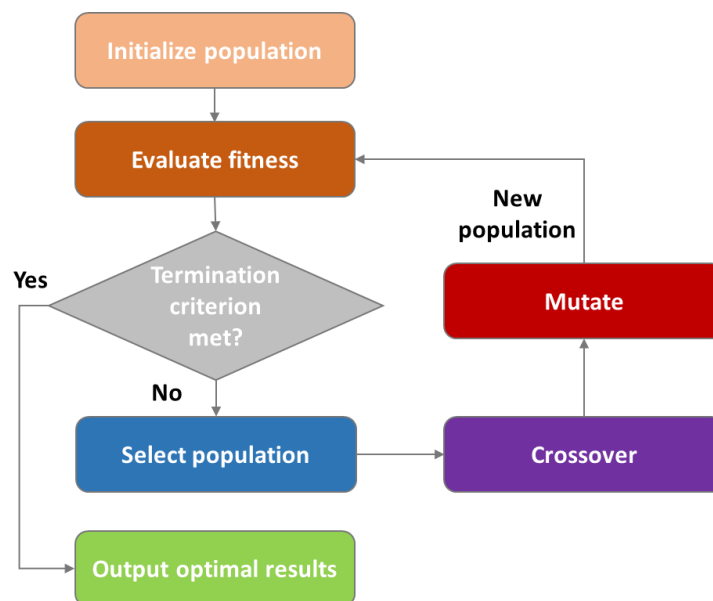 Initialize population
Evaluate fitness
New
population
Yes
Termination
criterion
met?
Mutate
No
Select population
Crossover
Output optimal results